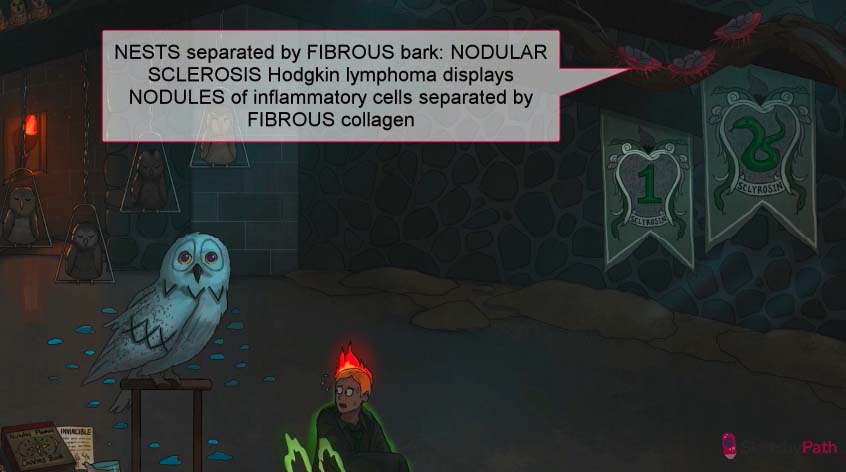 NESTS separated by FIBROUS bark: NODULAR
SCLEROSIS Hodgkin lymphoma displays
NODULES of inflammatory cells separated by
FIBROUS collagen
1
SCLYROSIN
SCLYROSIN
INVINCIBLE
Path